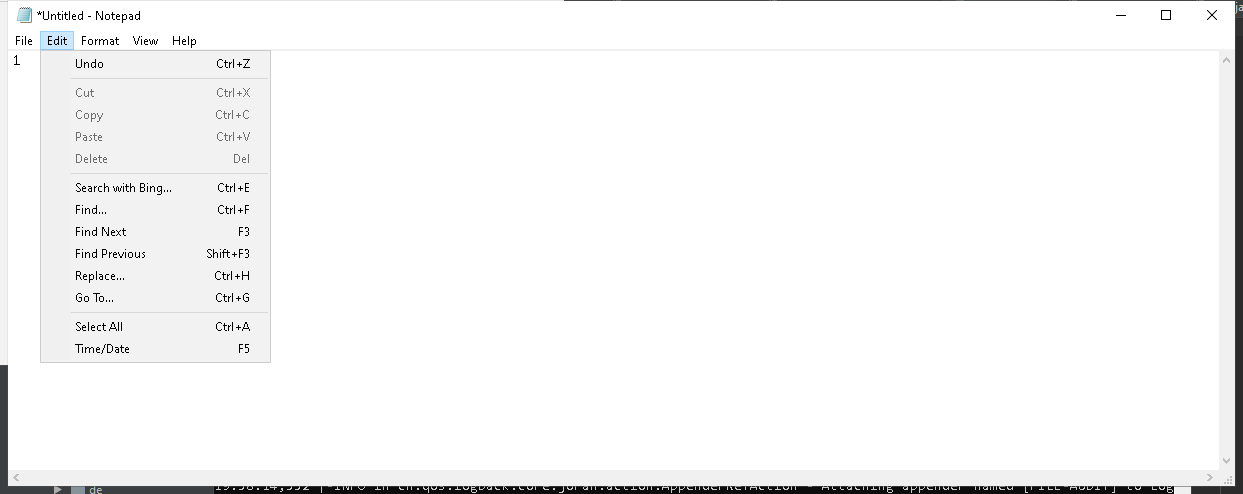 *Untitled - Notepad
File Edit Format View Help
1
Undo Ctrl+Z
Cut Ctrl+X
Copy Ctrl+C
Paste Ctrl+V
Delete Del
Search with Bing... Ctrl+E
Find... Ctrl+F
Find Next F3
Find Previous Shift+F3
Replace... Ctrl+H
Go To... Ctrl+G
Select All Ctrl+A
Time/Date F5
de
|-INFO in ch.qos.logback.core.joran.action.AppenderRefAction - Attaching appender named [FILE-AUDIT] to Log